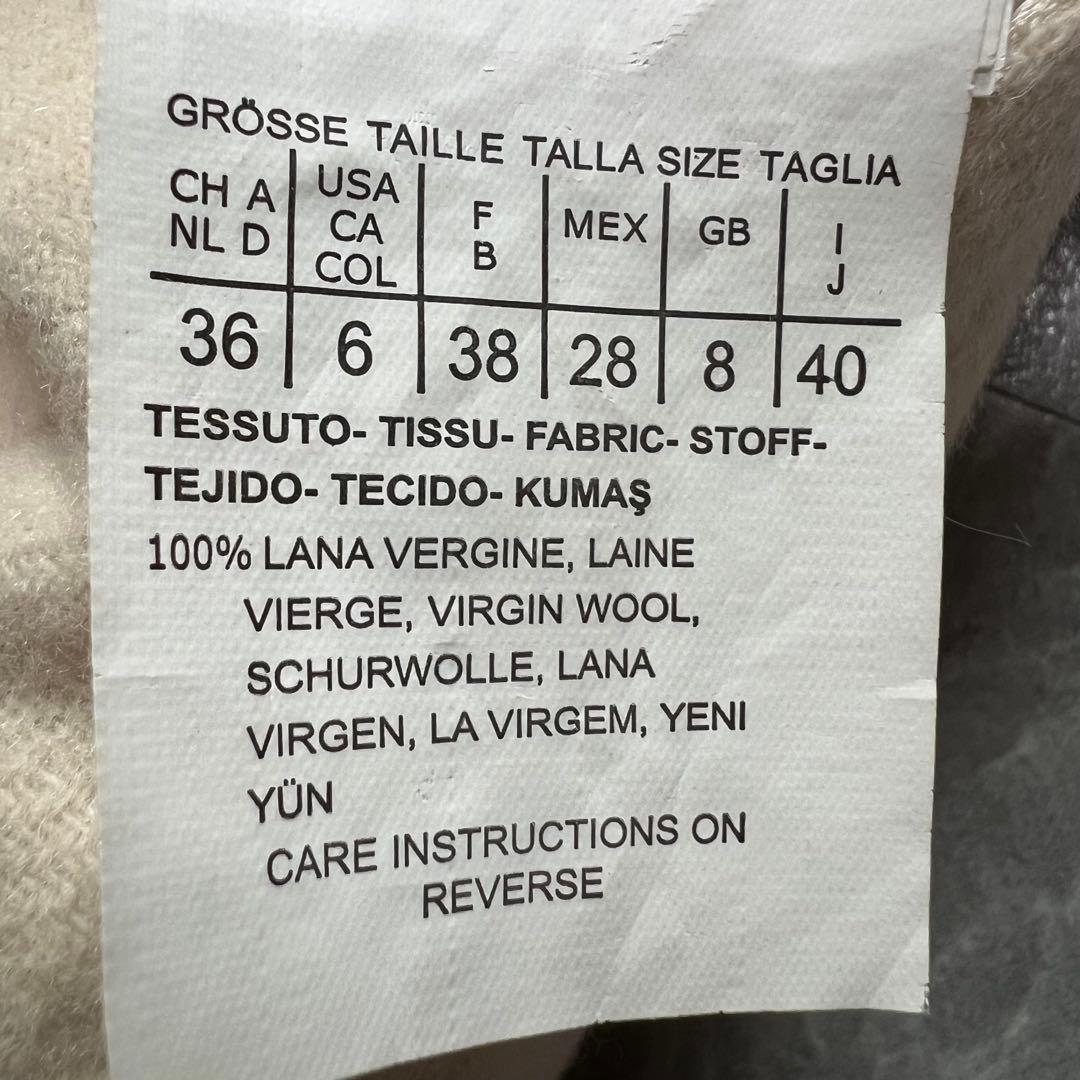 GRÖSSE TAILLE TALLA SIZE TAGLIA
CH A USA F MEX GB I
NL D CA B J
COL
36 6 38 28 8 40
TESSUTO- TISSU- FABRIC- STOFF-
TEJIDO- TECIDO- KUMAŞ
100% LANA VERGINE, LAINE
VIERGE, VIRGIN WOOL,
SCHURWOLLE, LANA
VIRGEN, LA VIRGEM, YENI
YÜN
CARE INSTRUCTIONS ON
REVERSE